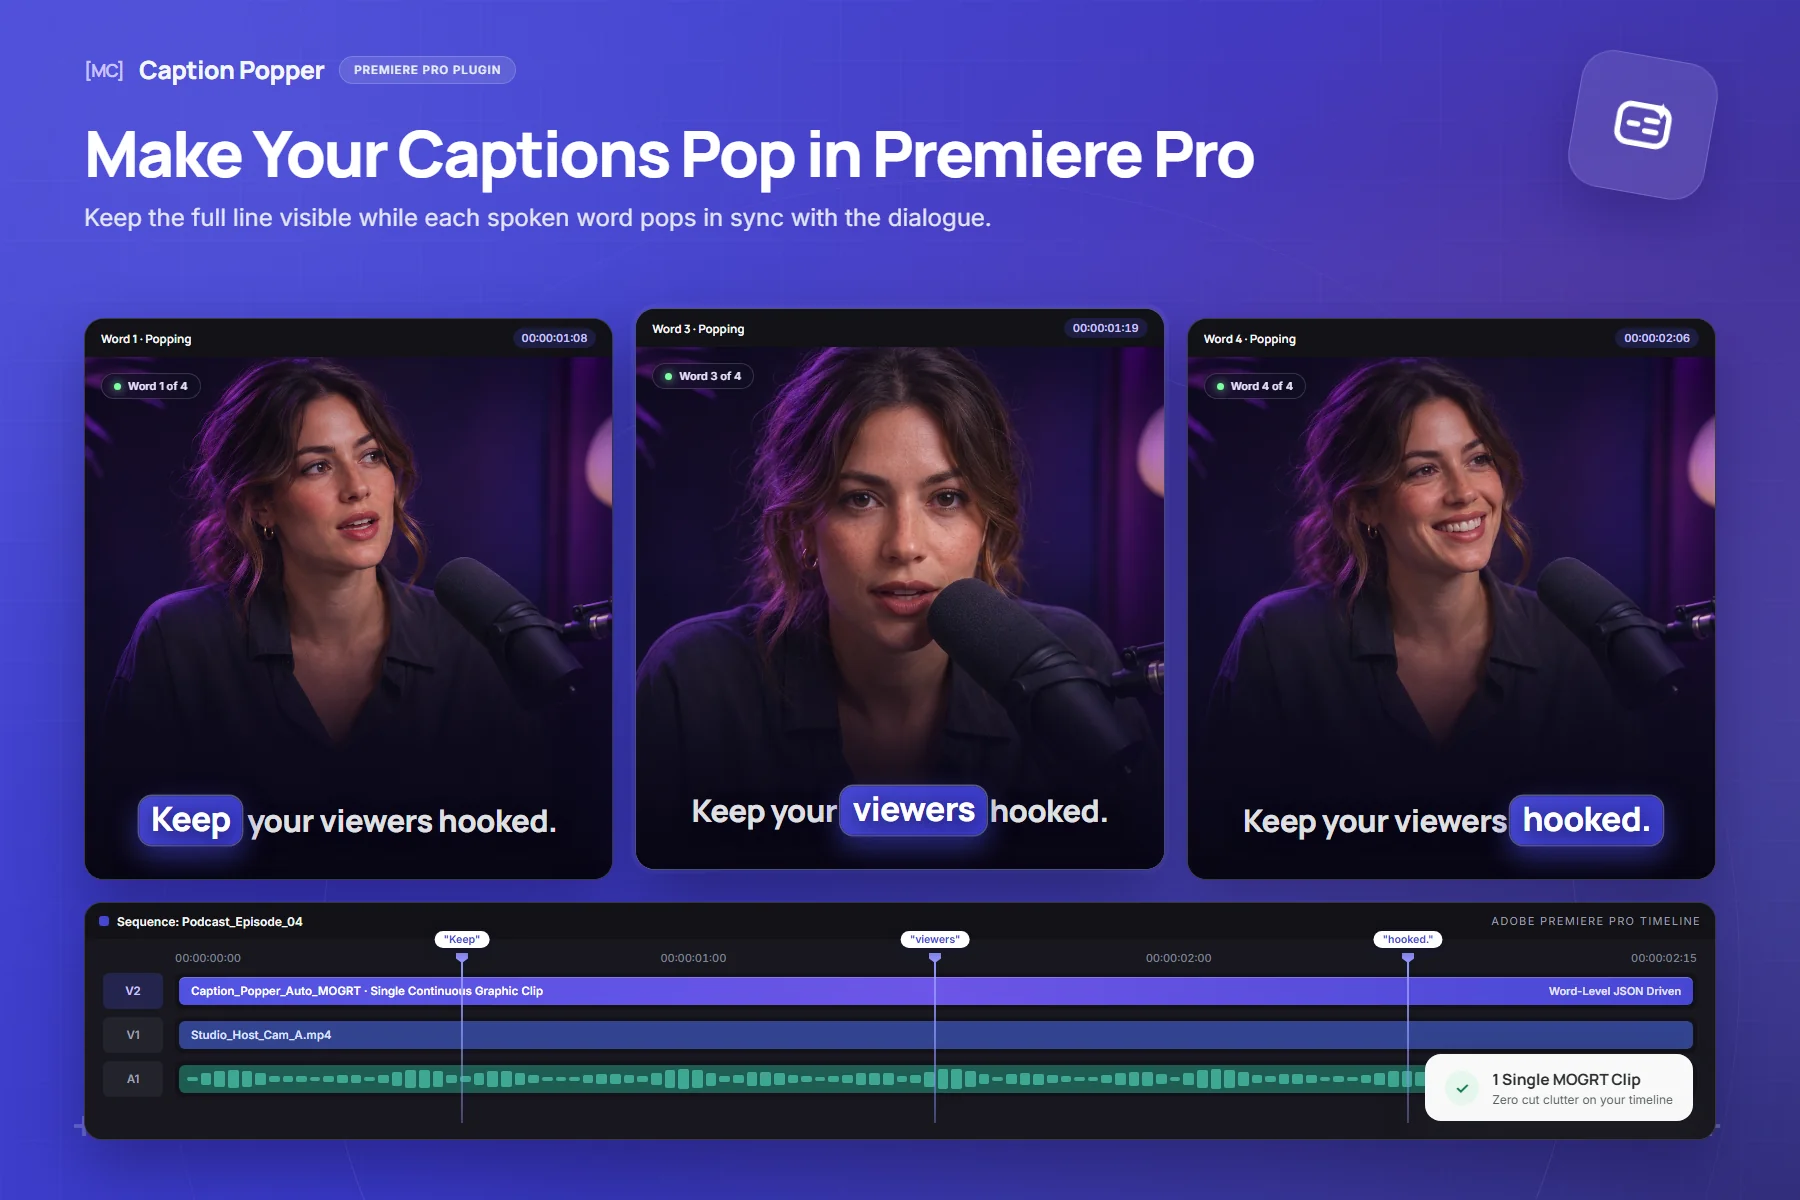 [MC] Caption Popper PREMIERE PRO PLUGIN
Make Your Captions Pop in Premiere Pro
Keep the full line visible while each spoken word pops in sync with the dialogue.
Word 1 · Popping 00:00:01:08
Word 1 of 4
Keep your viewers hooked.
Word 3 · Popping 00:00:01:19
Word 3 of 4
Keep your viewers hooked.
Word 4 · Popping 00:00:02:06
Word 4 of 4
Keep your viewers hooked.
Sequence: Podcast_Episode_04 ADOBE PREMIERE PRO TIMELINE
"Keep" "viewers" "hooked."
00:00:00:00 00:00:01:00 00:00:02:00 00:00:02:15
V2 Caption_Popper_Auto_MOGRT · Single Continuous Graphic Clip Word-Level JSON Driven
V1 Studio_Host_Cam_A.mp4
A1
1 Single MOGRT Clip
Zero cut clutter on your timeline